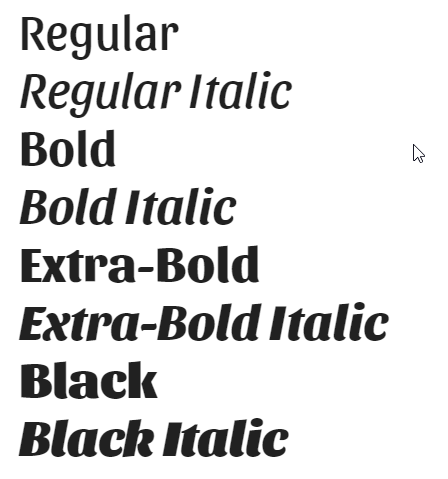 Regular
Regular Italic
Bold
Bold Italic
Extra-Bold
Extra-Bold Italic
Black
Black Italic